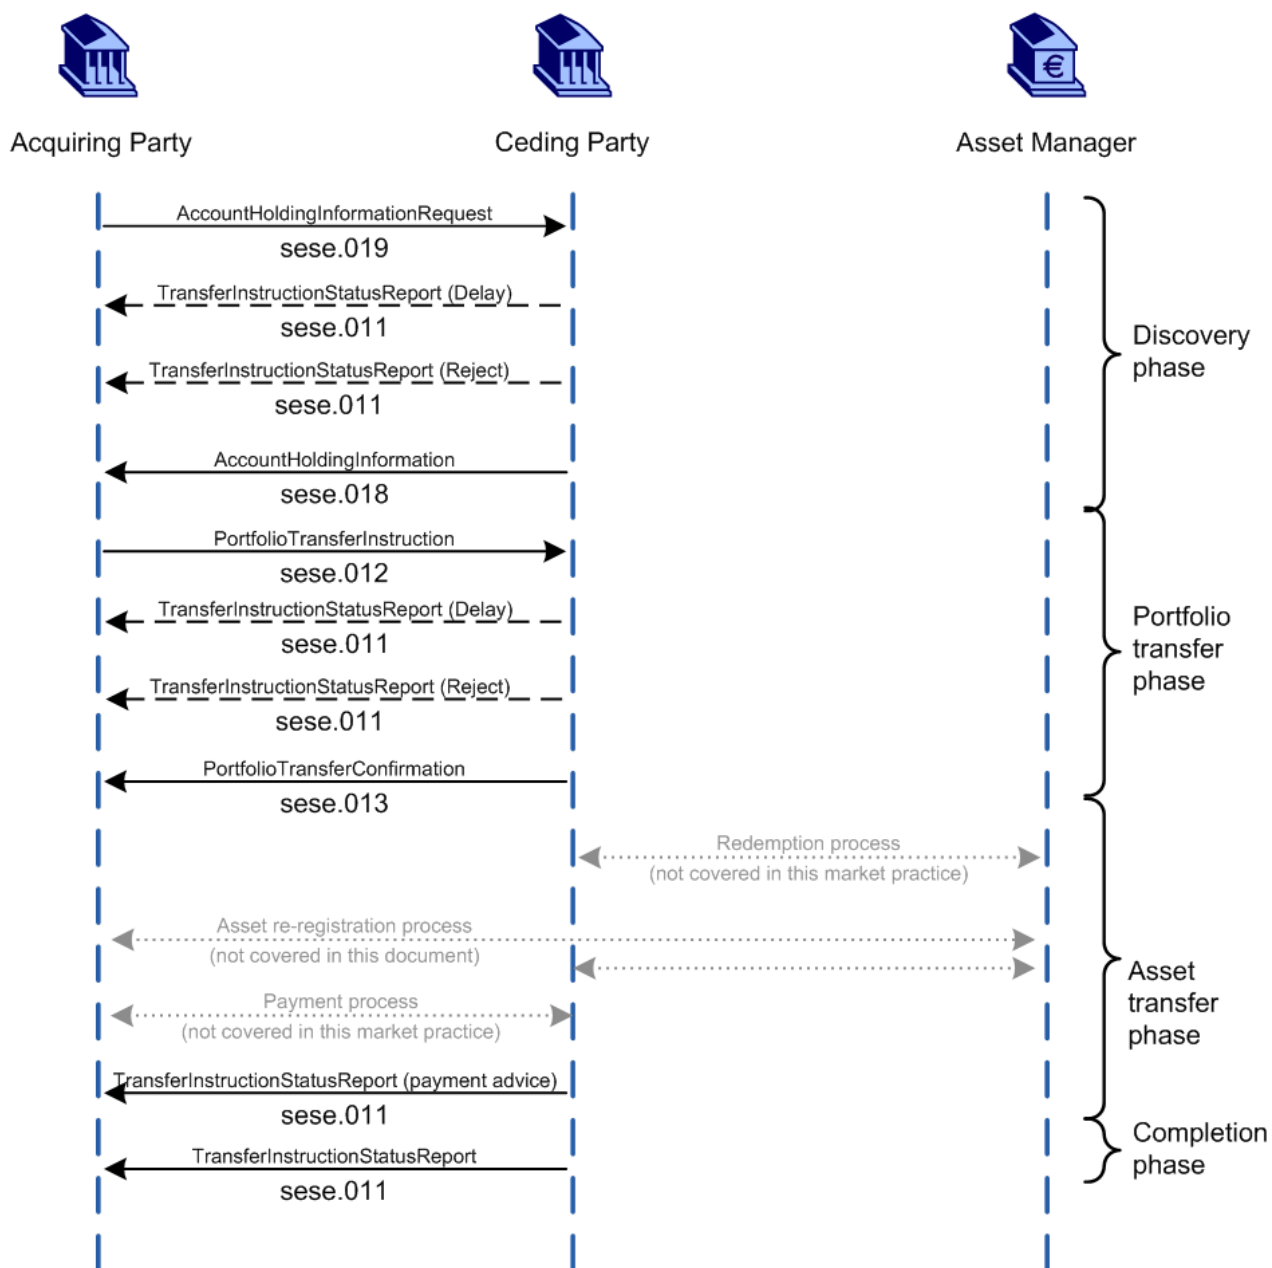 €
Acquiring Party
Ceding Party
Asset Manager
AccountHoldingInformationRequest
sese.019
TransferInstructionStatusReport (Delay)
sese.011
Discovery
phase
TransferInstructionStatusReport (Reject)
sese.011
AccountHoldingInformation
sese.018
PortfolioTransferInstruction
sese.012
TransferInstructionStatusReport (Delay)
sese.011
Portfolio
transfer
phase
TransferInstructionStatusReport (Reject)
sese.011
PortfolioTransferConfirmation
sese.013
Redemption process
(not covered in this market practice)
Asset re-registration process
(not covered in this document)
Asset
transfer
phase
Payment process
(not covered in this market practice)
TransferInstructionStatusReport (payment advice)
sese.011
Completion
phase
TransferInstructionStatusReport
sese.011